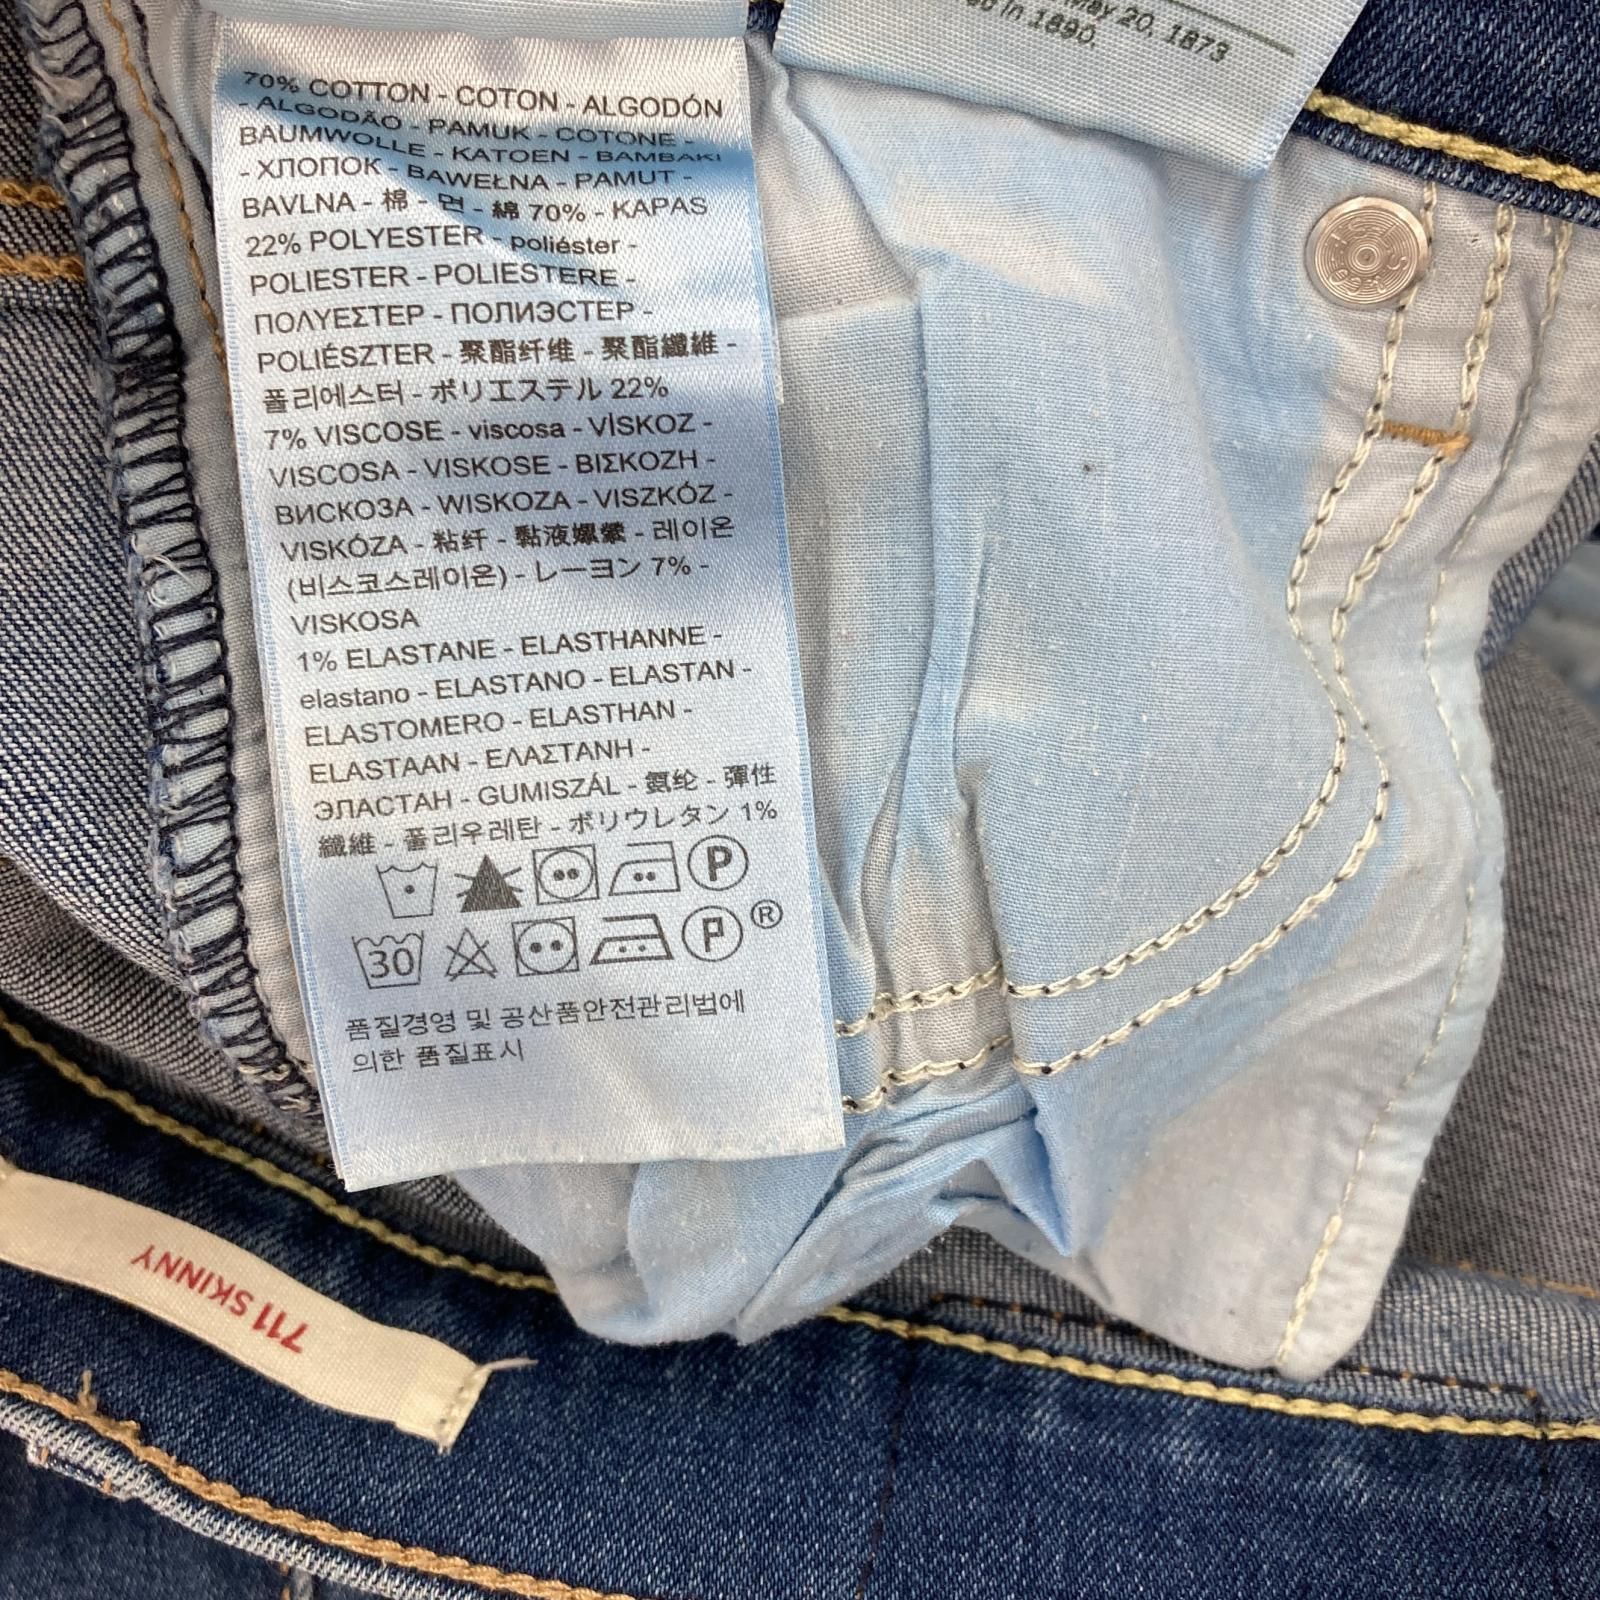 May 20, 1873
in 1890.
70% COTTON - COTON - ALGODÓN
- ALGODÃO - PAMUK - COTONE -
BAUMWOLLE - KATOEN - BAMBAKI
- ХЛОПОК - BAWEŁNA - PAMUT -
BAVLNA - 棉 - 면 - 綿 70% - KAPAS
22% POLYESTER - poliéster -
POLIESTER - POLIESTERE -
ΠΟΛΥΕΣΤΕΡ - ПОЛИЭСТЕР -
POLIÉSZTER - 聚酯纤维 - 聚酯纖維 -
폴리에스터 - ポリエステル 22%
7% VISCOSE - viscosa - VİSKOZ -
VISCOSA - VISKOSE - ΒΙΣΚΟΖΗ -
ВИСКОЗА - WISKOZA - VISZKÓZ -
VISKÓZA - 粘纤 - 黏液嫘縈 - 레이온
(비스코스레이온) - レーヨン 7% -
VISKOSA
1% ELASTANE - ELASTHANNE -
elastano - ELASTANO - ELASTAN -
ELASTOMERO - ELASTHAN -
ELASTAAN - ΕΛΑΣΤΑΝΗ -
ЭЛАСТАН - GUMISZÁL - 氨纶 - 彈性
纖維 - 폴리우레탄 - ポリウレタン 1%
P
30 P ®
품질경영 및 공산품안전관리법에
의한 품질표시
711 SKINNY